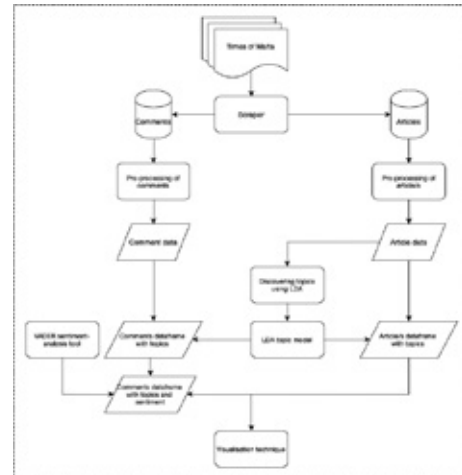 Times of Malta
Comments
Scraper
Articles
Pre-processing of
comments
Pre-processing of
articles
Comment data
Article data
Discovering topics
using LDA
VADER sentiment-
analysis tool
Comments dataframe
with topics
LDA topic model
Articles dataframe
with topics
Comments dataframe
with topics and
sentiment
Visualisation technique